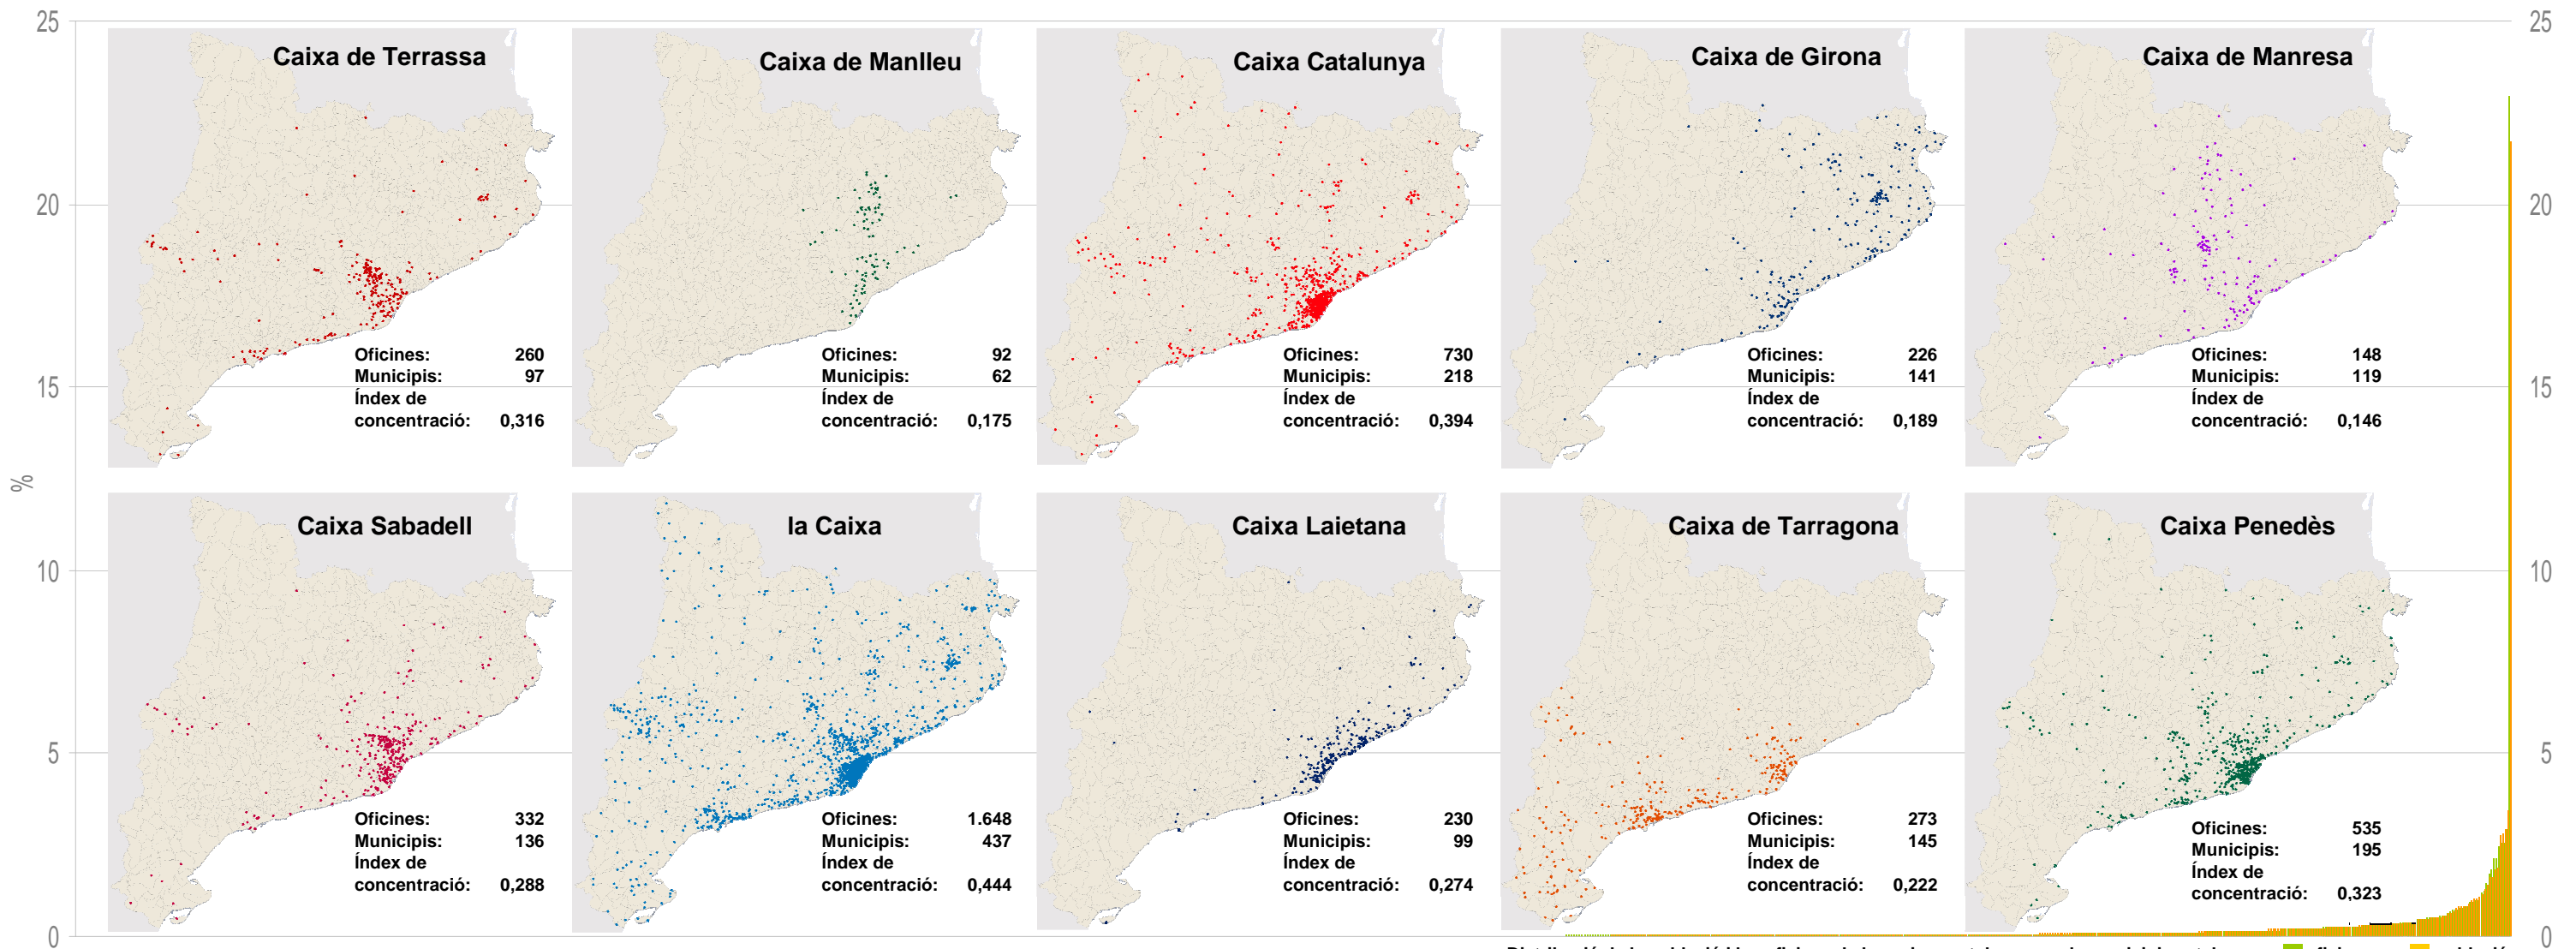 25
20
15
10
5
0
%
25
20
15
10
5
0
Caixa de Terrassa
Oficines: 260
Municipis: 97
Índex de
concentració: 0,316
Caixa de Manlleu
Oficines: 92
Municipis: 62
Índex de
concentració: 0,175
Caixa Catalunya
Oficines: 730
Municipis: 218
Índex de
concentració: 0,394
Caixa de Girona
Oficines: 226
Municipis: 141
Índex de
concentració: 0,189
Caixa de Manresa
Oficines: 148
Municipis: 119
Índex de
concentració: 0,146
Caixa Sabadell
Oficines: 332
Municipis: 136
Índex de
concentració: 0,288
la Caixa
Oficines: 1.648
Municipis: 437
Índex de
concentració: 0,444
Caixa Laietana
Oficines: 230
Municipis: 99
Índex de
concentració: 0,274
Caixa de Tarragona
Oficines: 273
Municipis: 145
Índex de
concentració: 0,222
Caixa Penedès
Oficines: 535
Municipis: 195
Índex de
concentració: 0,323